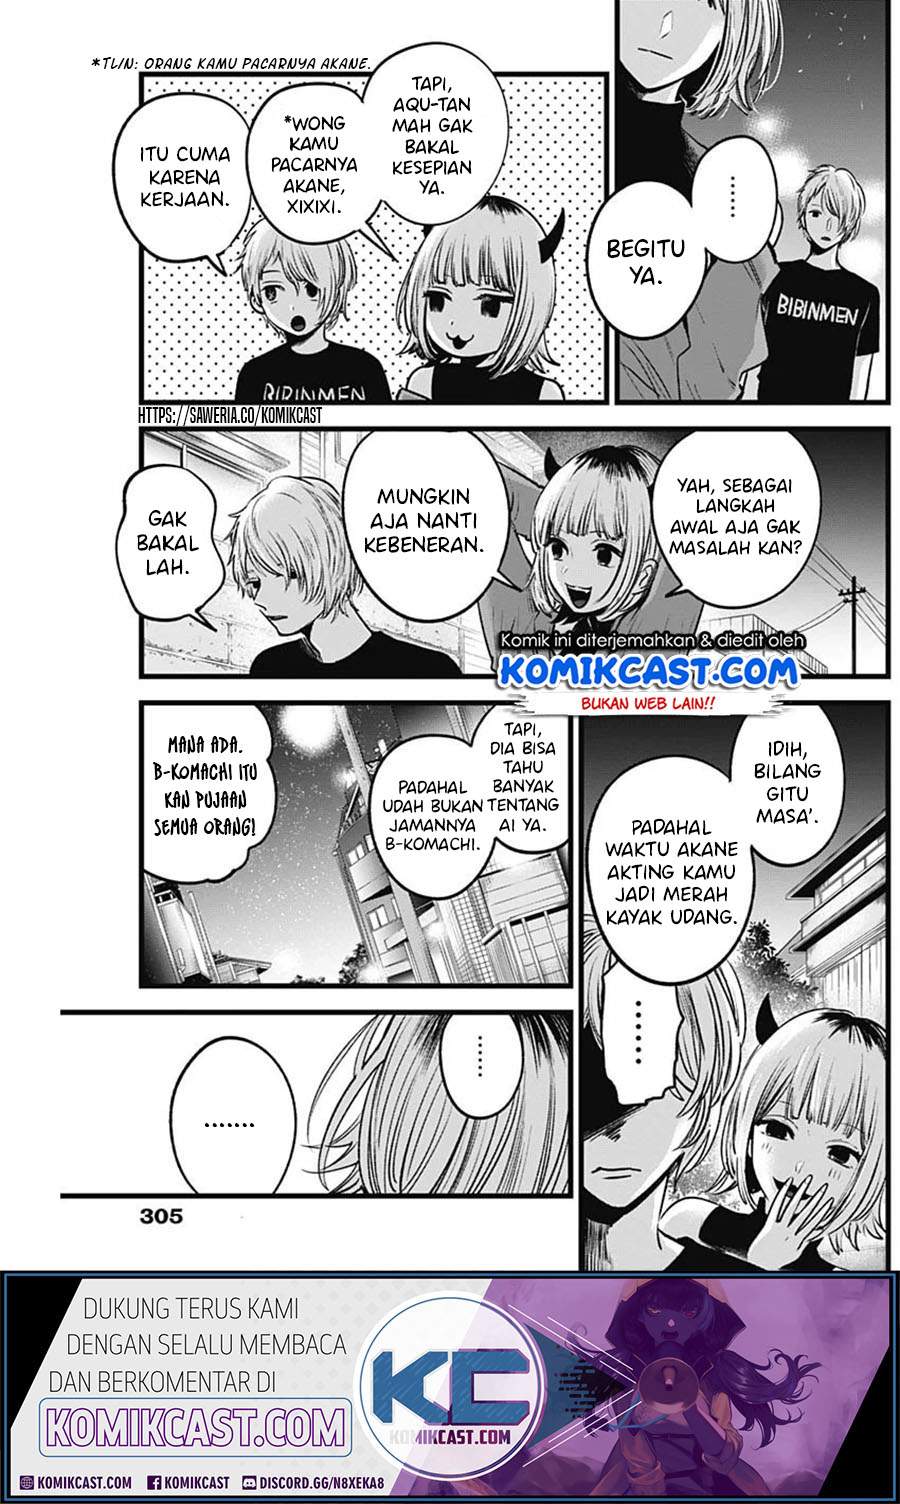 ......
BEGITU
YA.
BIBINMEN
*TL/N: ORANG KAMU PACARNYA AKANE.
TAPI,
AQU-TAN
MAH GAK
BAKAL
KESEPIAN
YA.
*WONG
KAMU
PACARNYA
AKANE,
XIXIXI.
ITU CUMA
KARENA
KERJAAN.
BIBINMEN
HTTPS://SAWERIA.CO/KOMIKCAST
YAH, SEBAGAI
LANGKAH
AWAL AJA GAK
MASALAH KAN?
MUNGKIN
AJA NANTI
KEBENERAN.
GAK
BAKAL
LAH.
Komik ini diterjemahkan & diedit oleh
KOMIKCAST.COM
BUKAN WEB LAIN!!
IDIH,
BILANG
GITU
MASA'.
PADAHAL
WAKTU AKANE
AKTING KAMU
JADI MERAH
KAYAK UDANG.
.......
TAPI,
DIA BISA
TAHU
BANYAK
TENTANG
AI YA.
PADAHAL
UDAH BUKAN
JAMANNYA
B-KOMACHI.
MANA ADA.
B-KOMACHI ITU
KAN PUJAAN
SEMUA ORANG!
......
.......
305
DUKUNG TERUS KAMI
DENGAN SELALU MEMBACA
DAN BERKOMENTAR DI
KOMIKCAST.COM
KC
KOMIKCAST.COM
KOMIKCAST.COM
KOMIKCAST
DISCORD.GG/N8XEKA8